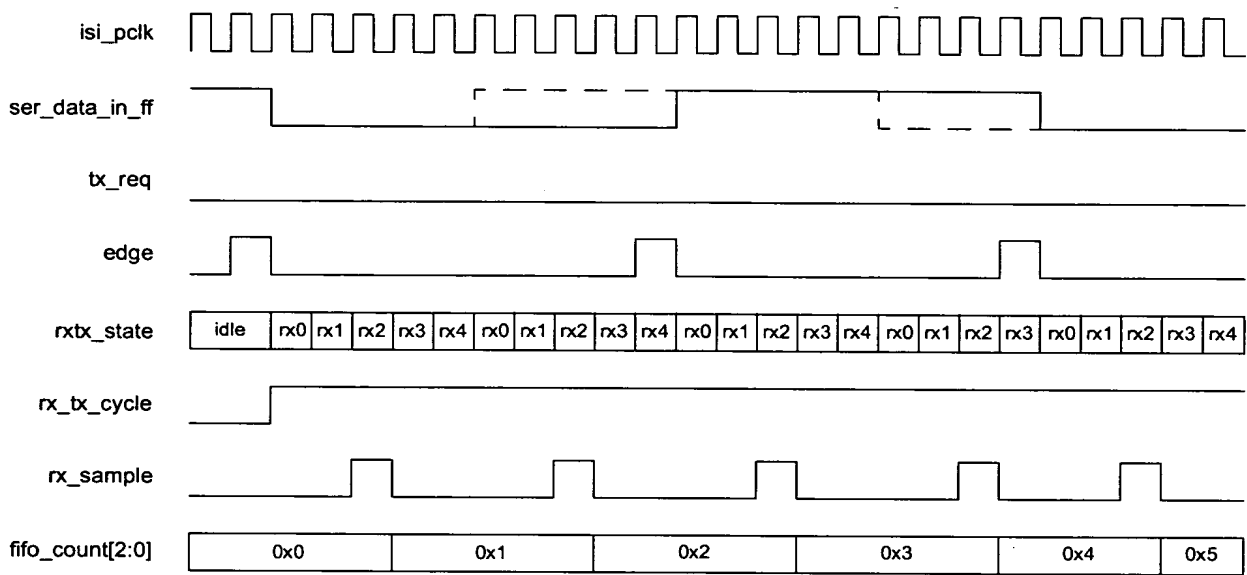 isi_pclk
ser_data_in_ff
tx_req
edge
rxtx_state idle rx0 rx1 rx2 rx3 rx4 rx0 rx1 rx2 rx3 rx4 rx0 rx1 rx2 rx3 rx4 rx0 rx1 rx2 rx3 rx0 rx1 rx2 rx3 rx4
rx_tx_cycle
rx_sample
fifo_count[2:0] 0x0 0x1 0x2 0x3 0x4 0x5